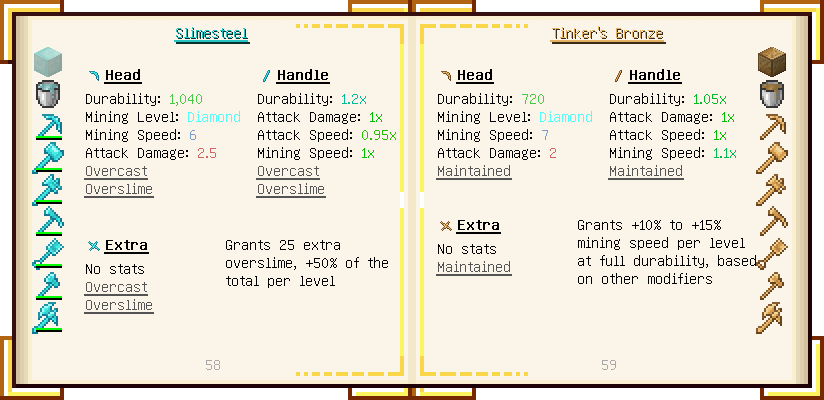 Slimesteel
Head
Durability: 1,040
Mining Level: Diamond
Mining Speed: 6
Attack Damage: 2.5
Overcast
Overslime
Handle
Durability: 1.2x
Attack Damage: 1x
Attack Speed: 0.95x
Mining Speed: 1x
Overcast
Overslime
Extra
No stats
Overcast
Overslime
Grants 25 extra
overslime, +50% of the
total per level
58
Tinker's Bronze
Head
Durability: 720
Mining Level: Diamond
Mining Speed: 7
Attack Damage: 2
Maintained
Handle
Durability: 1.05x
Attack Damage: 1x
Attack Speed: 1x
Mining Speed: 1.1x
Maintained
Extra
No stats
Maintained
Grants +10% to +15%
mining speed per level
at full durability, based
on other modifiers
59